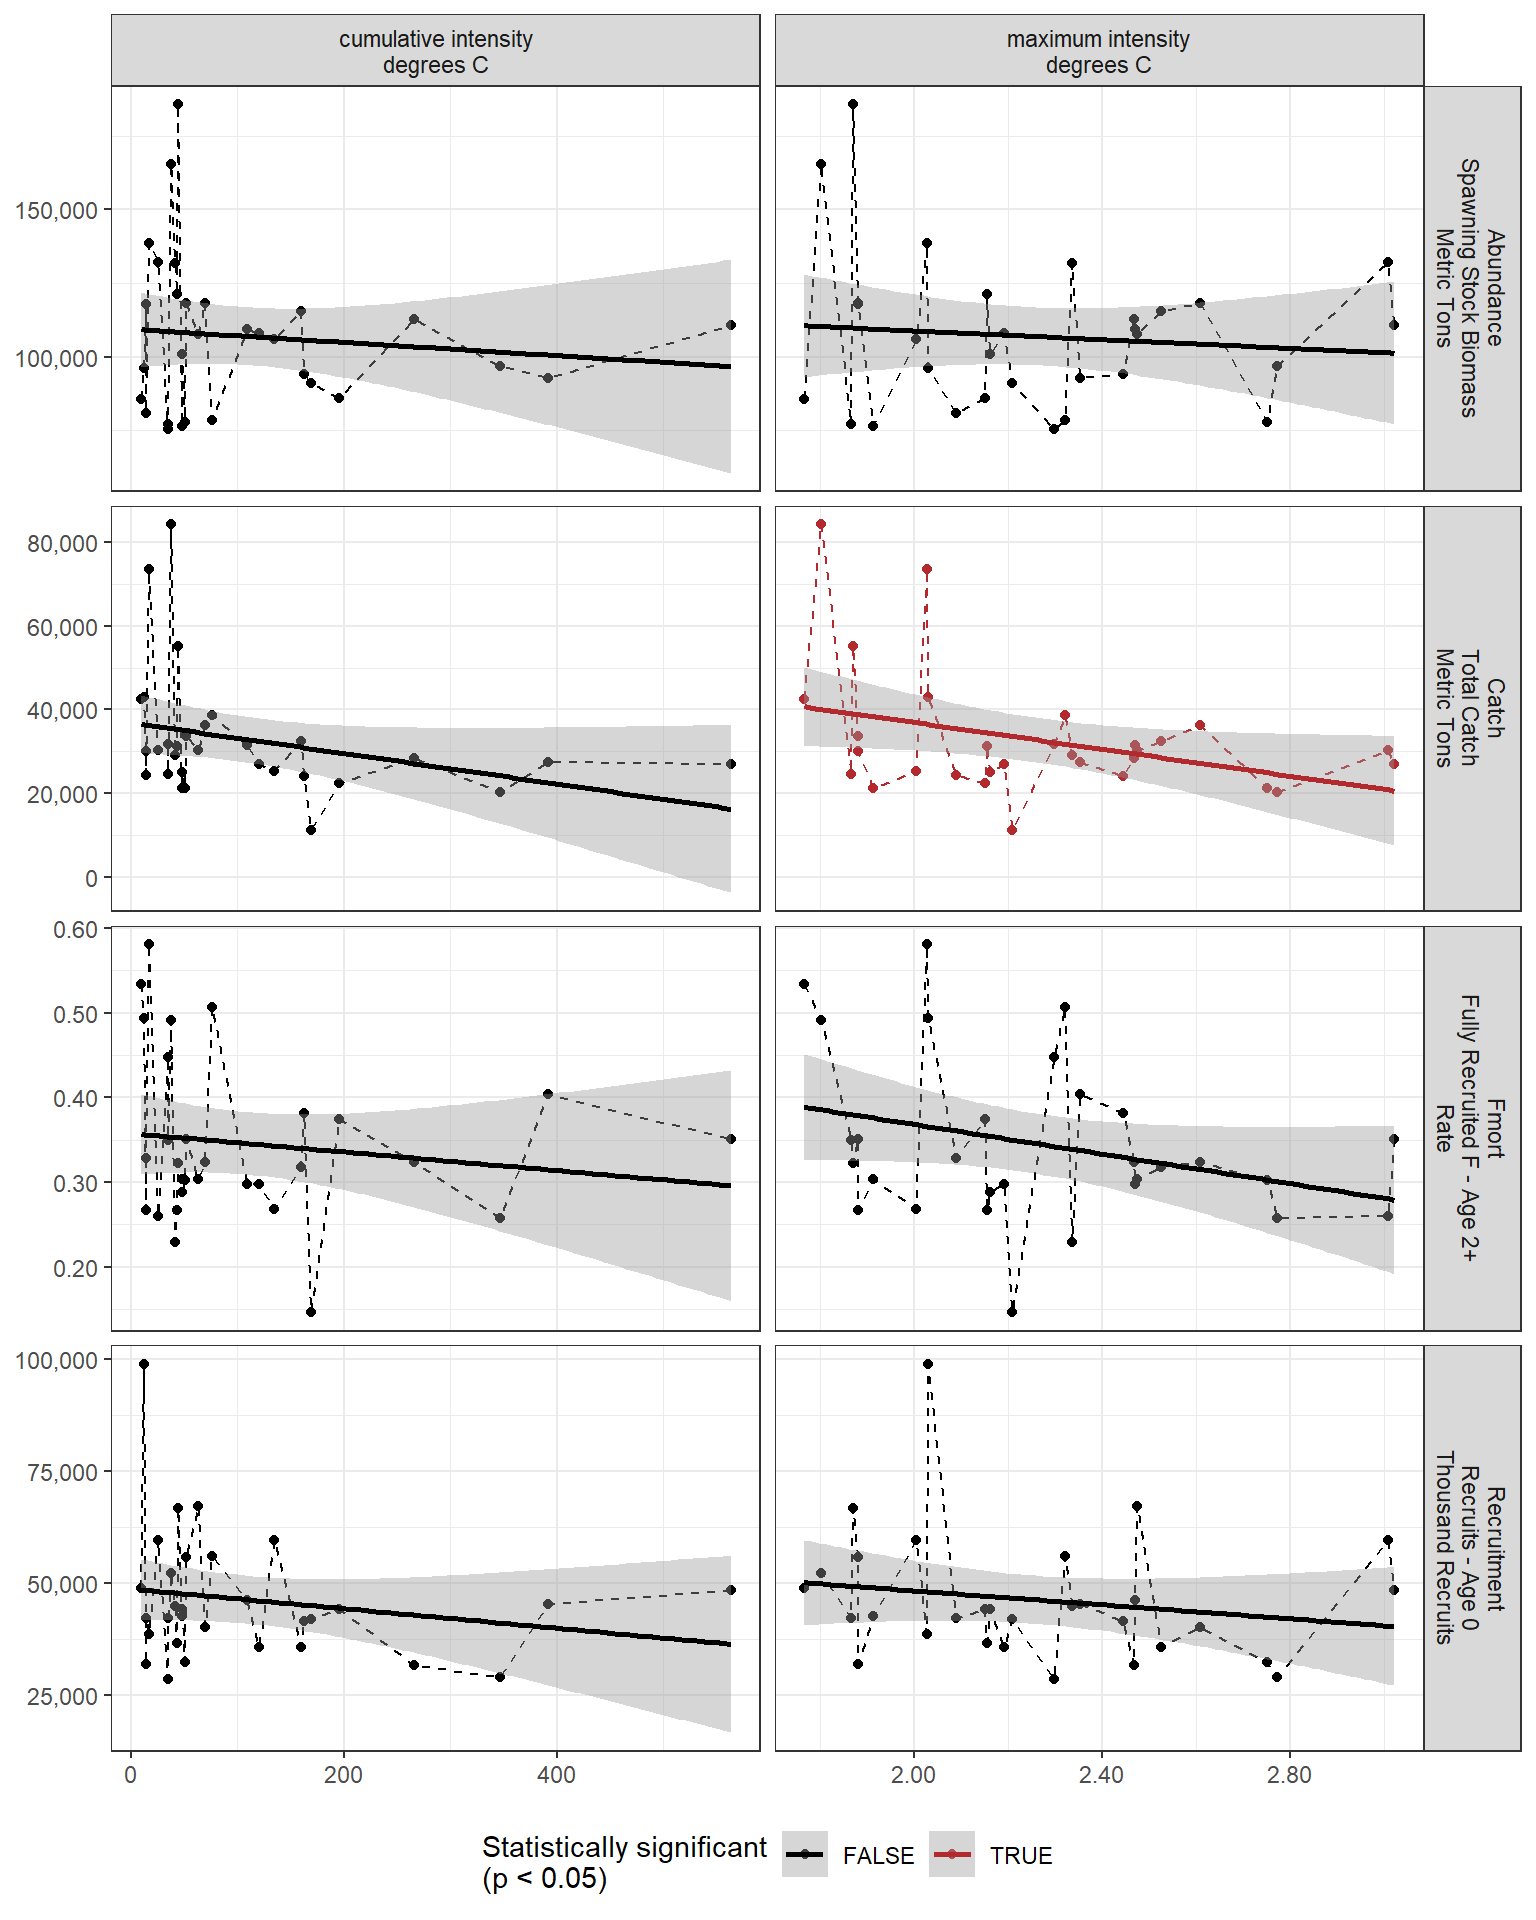 cumulative intensity
degrees C
maximum intensity
degrees C
150,000
100,000
Abundance
Spawning Stock Biomass
Metric Tons
80,000
60,000
40,000
20,000
0
Catch
Total Catch
Metric Tons
0.60
0.50
0.40
0.30
0.20
Fmort
Fully Recruited F - Age 2+
Rate
100,000
75,000
50,000
25,000
Recruitment
Recruits - Age 0
Thousand Recruits
0
200
400
2.00
2.40
2.80
Statistically significant
(p < 0.05)
FALSE
TRUE